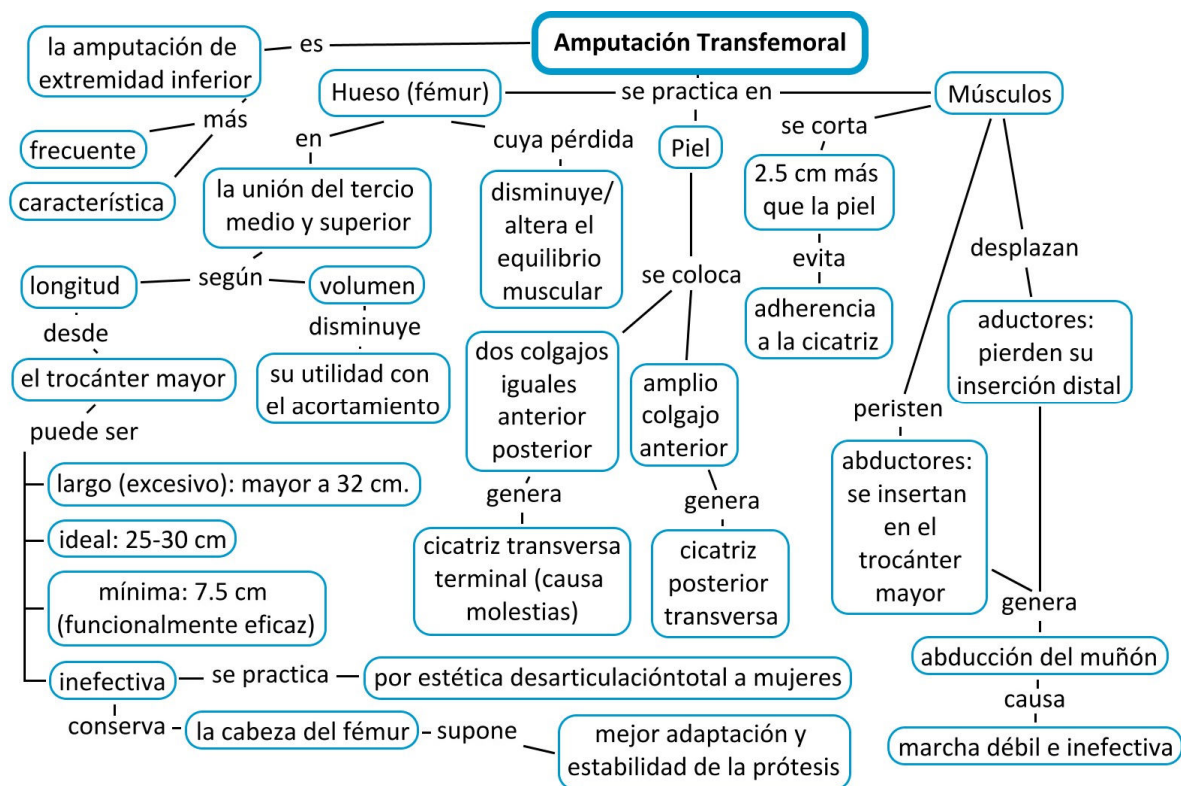 Amputación Transfemoral
es
la amputación de
extremidad inferior
más
frecuente
característica
se practica en
Hueso (fémur)
en
la unión del tercio
medio y superior
según
longitud
desde
el trocánter mayor
puede ser
largo (excesivo): mayor a 32 cm.
ideal: 25-30 cm
mínima: 7.5 cm
(funcionalmente eficaz)
inefectiva
se practica
por estética desarticulacióntotal a mujeres
conserva
la cabeza del fémur
supone
mejor adaptación y
estabilidad de la prótesis
volumen
disminuye
su utilidad con
el acortamiento
cuya pérdida
disminuye/
altera el
equilibrio
muscular
Piel
se coloca
dos colgajos
iguales
anterior
posterior
genera
cicatriz transversa
terminal (causa
molestias)
amplio
colgajo
anterior
genera
cicatriz
posterior
transversa
Músculos
se corta
2.5 cm más
que la piel
evita
adherencia
a la cicatriz
peristen
abductores:
se insertan
en el
trocánter
mayor
desplazan
aductores:
pierden su
inserción distal
genera
abducción del muñón
causa
marcha débil e inefectiva